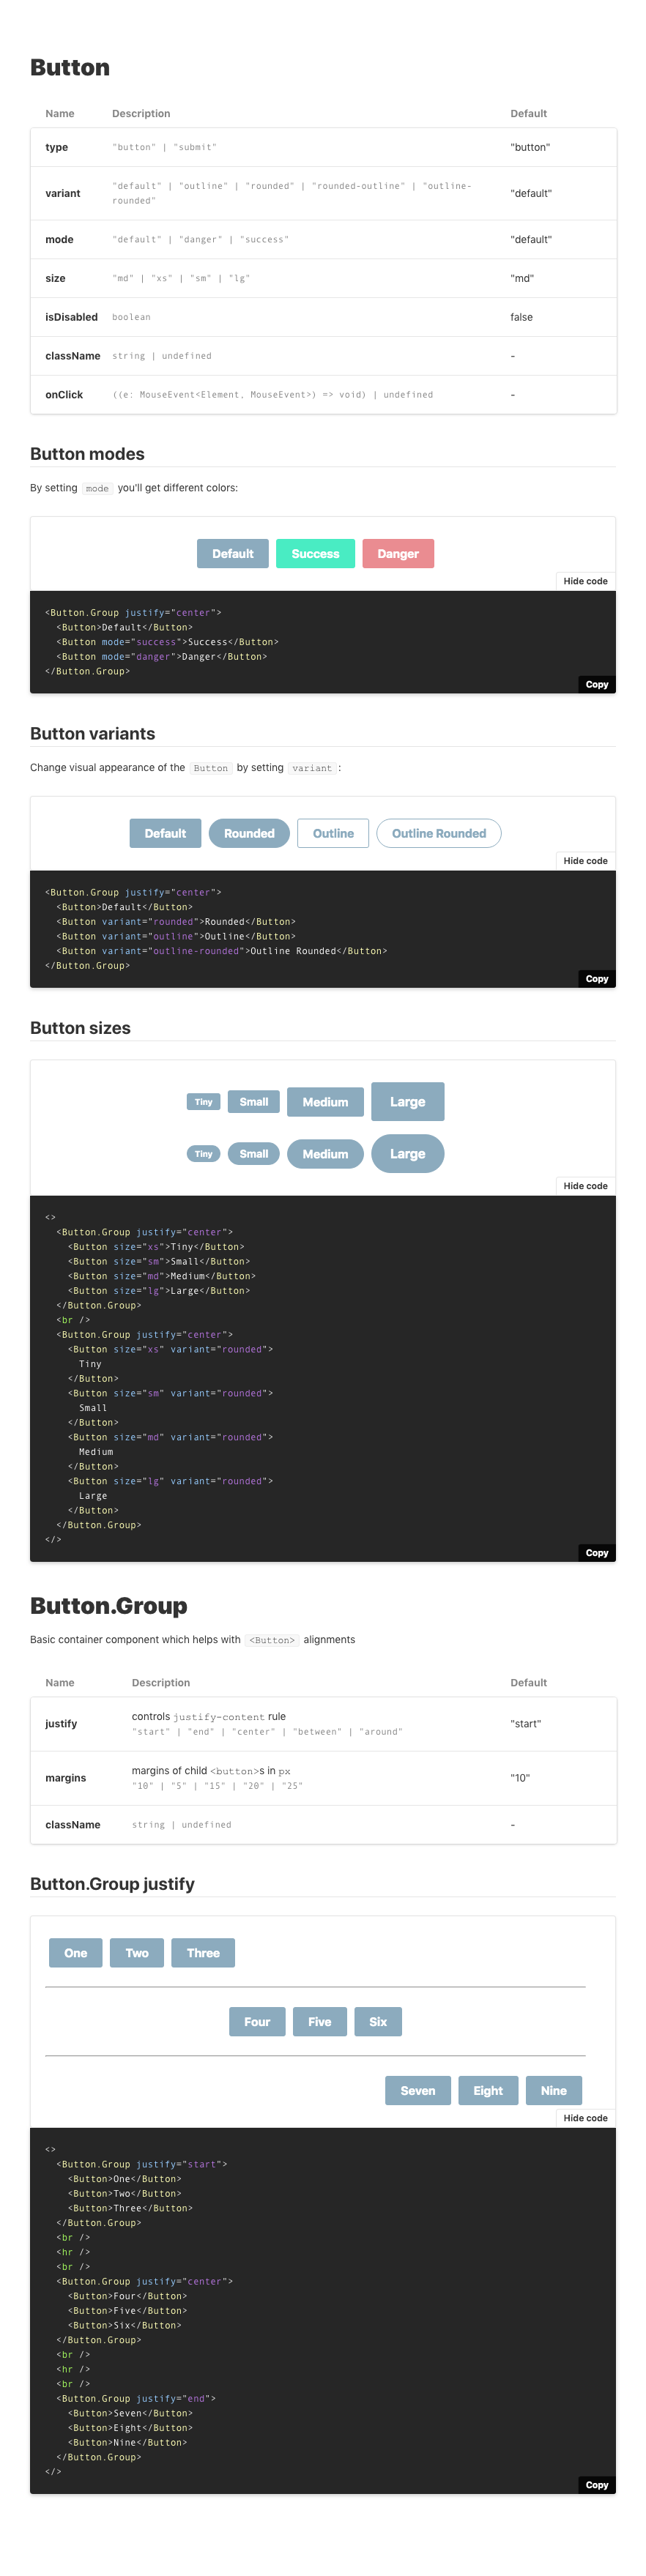 Button
Name Description Default
type "button" | "submit" "button"
variant "default" | "outline" | "rounded" | "rounded-outline" | "outline-
rounded" "default"
mode "default" | "danger" | "success" "default"
size "md" | "xs" | "sm" | "lg" "md"
isDisabled boolean false
className string | undefined -
onClick ((e: MouseEvent<Element, MouseEvent>) => void) | undefined -
Button modes
By setting mode you'll get different colors:
Default Success Danger
Hide code
<Button.Group justify="center">
  <Button>Default</Button>
  <Button mode="success">Success</Button>
  <Button mode="danger">Danger</Button>
</Button.Group>
Copy
Button variants
Change visual appearance of the Button by setting variant :
Default Rounded Outline Outline Rounded
Hide code
<Button.Group justify="center">
  <Button>Default</Button>
  <Button variant="rounded">Rounded</Button>
  <Button variant="outline">Outline</Button>
  <Button variant="outline-rounded">Outline Rounded</Button>
</Button.Group>
Copy
Button sizes
Tiny Small Medium Large
Tiny Small Medium Large
Hide code
<>
  <Button.Group justify="center">
    <Button size="xs">Tiny</Button>
    <Button size="sm">Small</Button>
    <Button size="md">Medium</Button>
    <Button size="lg">Large</Button>
  </Button.Group>
  <br />
  <Button.Group justify="center">
    <Button size="xs" variant="rounded">
      Tiny
    </Button>
    <Button size="sm" variant="rounded">
      Small
    </Button>
    <Button size="md" variant="rounded">
      Medium
    </Button>
    <Button size="lg" variant="rounded">
      Large
    </Button>
  </Button.Group>
</>
Copy
Button.Group
Basic container component which helps with <Button> alignments
Name Description Default
justify controls justify-content rule
"start" | "end" | "center" | "between" | "around" "start"
margins margins of child <button>s in px
"10" | "5" | "15" | "20" | "25" "10"
className string | undefined -
Button.Group justify
One Two Three
Four Five Six
Seven Eight Nine
Hide code
<>
  <Button.Group justify="start">
    <Button>One</Button>
    <Button>Two</Button>
    <Button>Three</Button>
  </Button.Group>
  <br />
  <hr />
  <br />
  <Button.Group justify="center">
    <Button>Four</Button>
    <Button>Five</Button>
    <Button>Six</Button>
  </Button.Group>
  <br />
  <hr />
  <br />
  <Button.Group justify="end">
    <Button>Seven</Button>
    <Button>Eight</Button>
    <Button>Nine</Button>
  </Button.Group>
</>
Copy